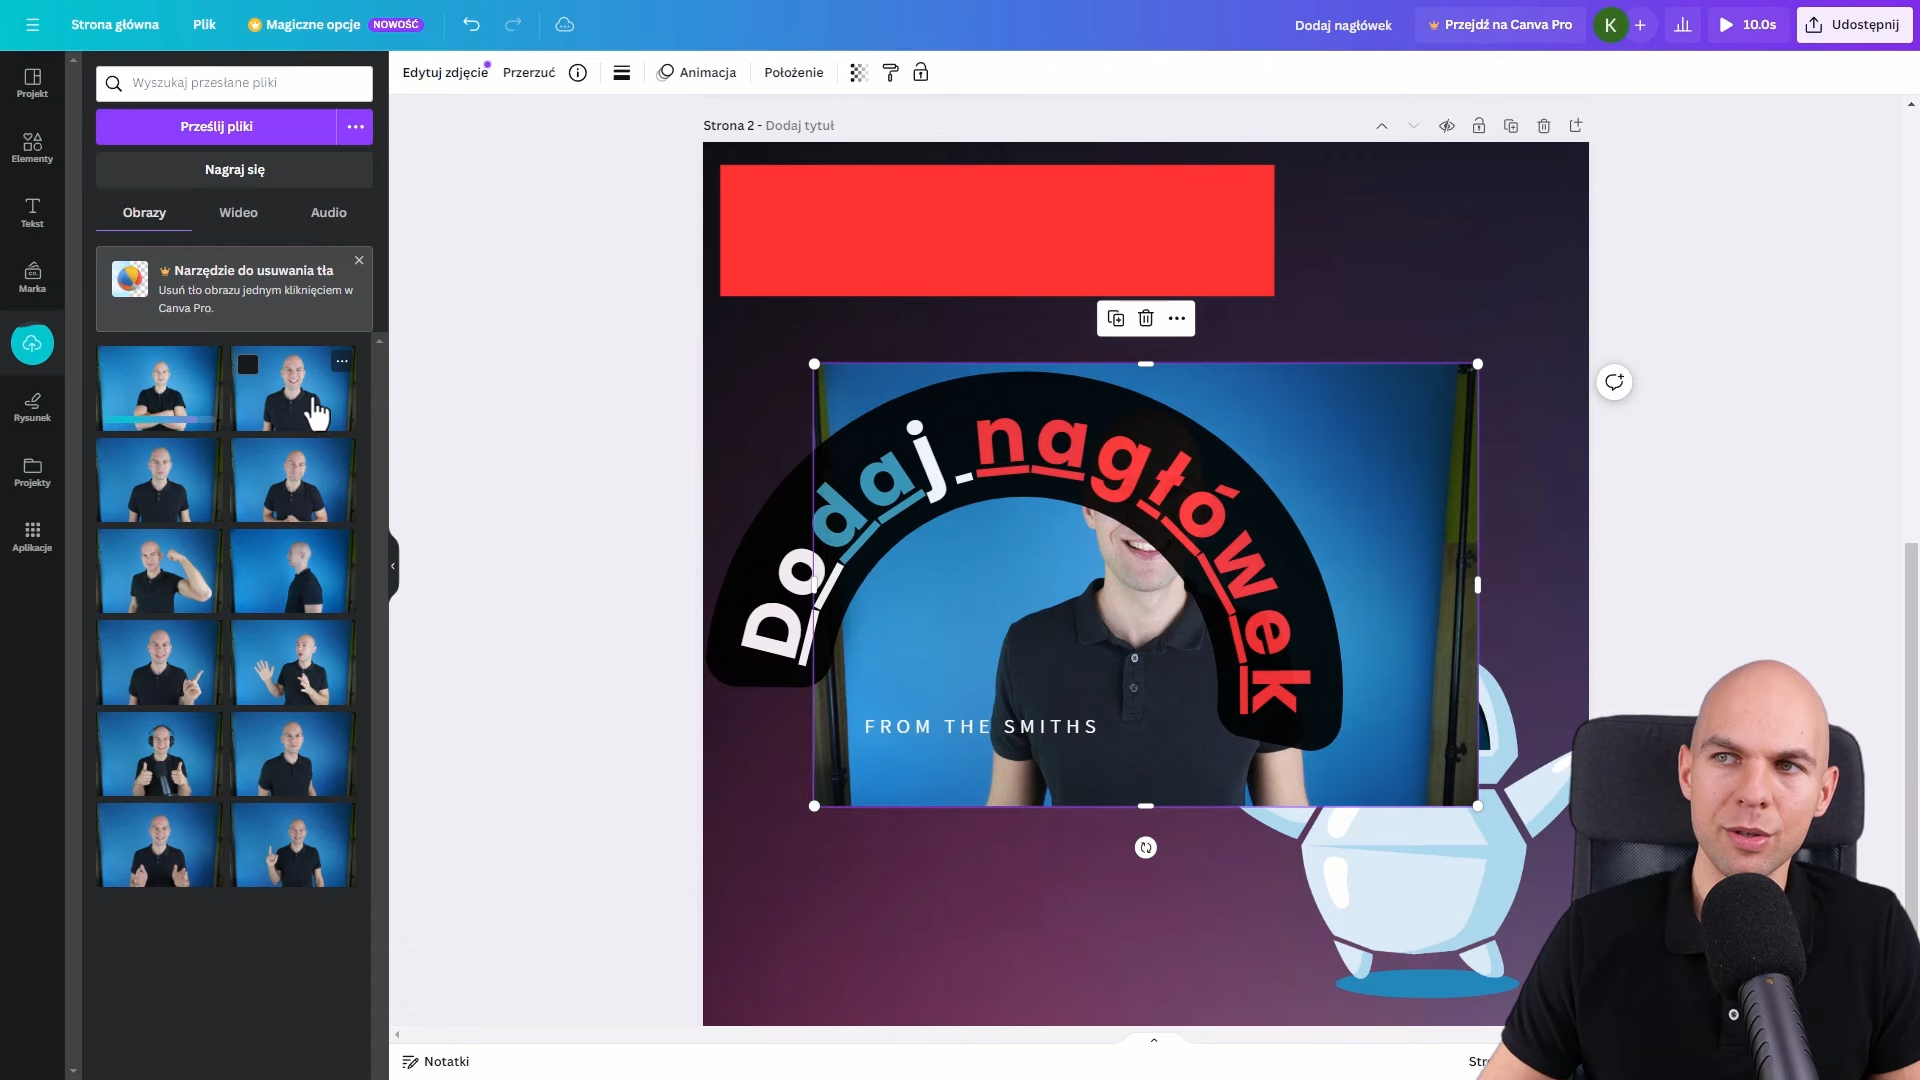 Strona główna
Plik
Magiczne opcje NOWOŚĆ
Dodaj nagłówek
Przejdź na Canva Pro
K
10.0s
Udostępnij
Projekt
Elementy
Tekst
Marka
Rysunek
Projekty
Aplikacje
Wyszukaj przesłane pliki
Prześlij pliki
Nagraj się
Obrazy
Wideo
Audio
Narzędzie do usuwania tła
Usuń tło obrazu jednym kliknięciem w
Canva Pro.
Edytuj zdjęcie
Przerzuć
Animacja
Położenie
Strona 2 - Dodaj tytuł
Dodaj nagłówek
FROM THE SMITHS
Notatki